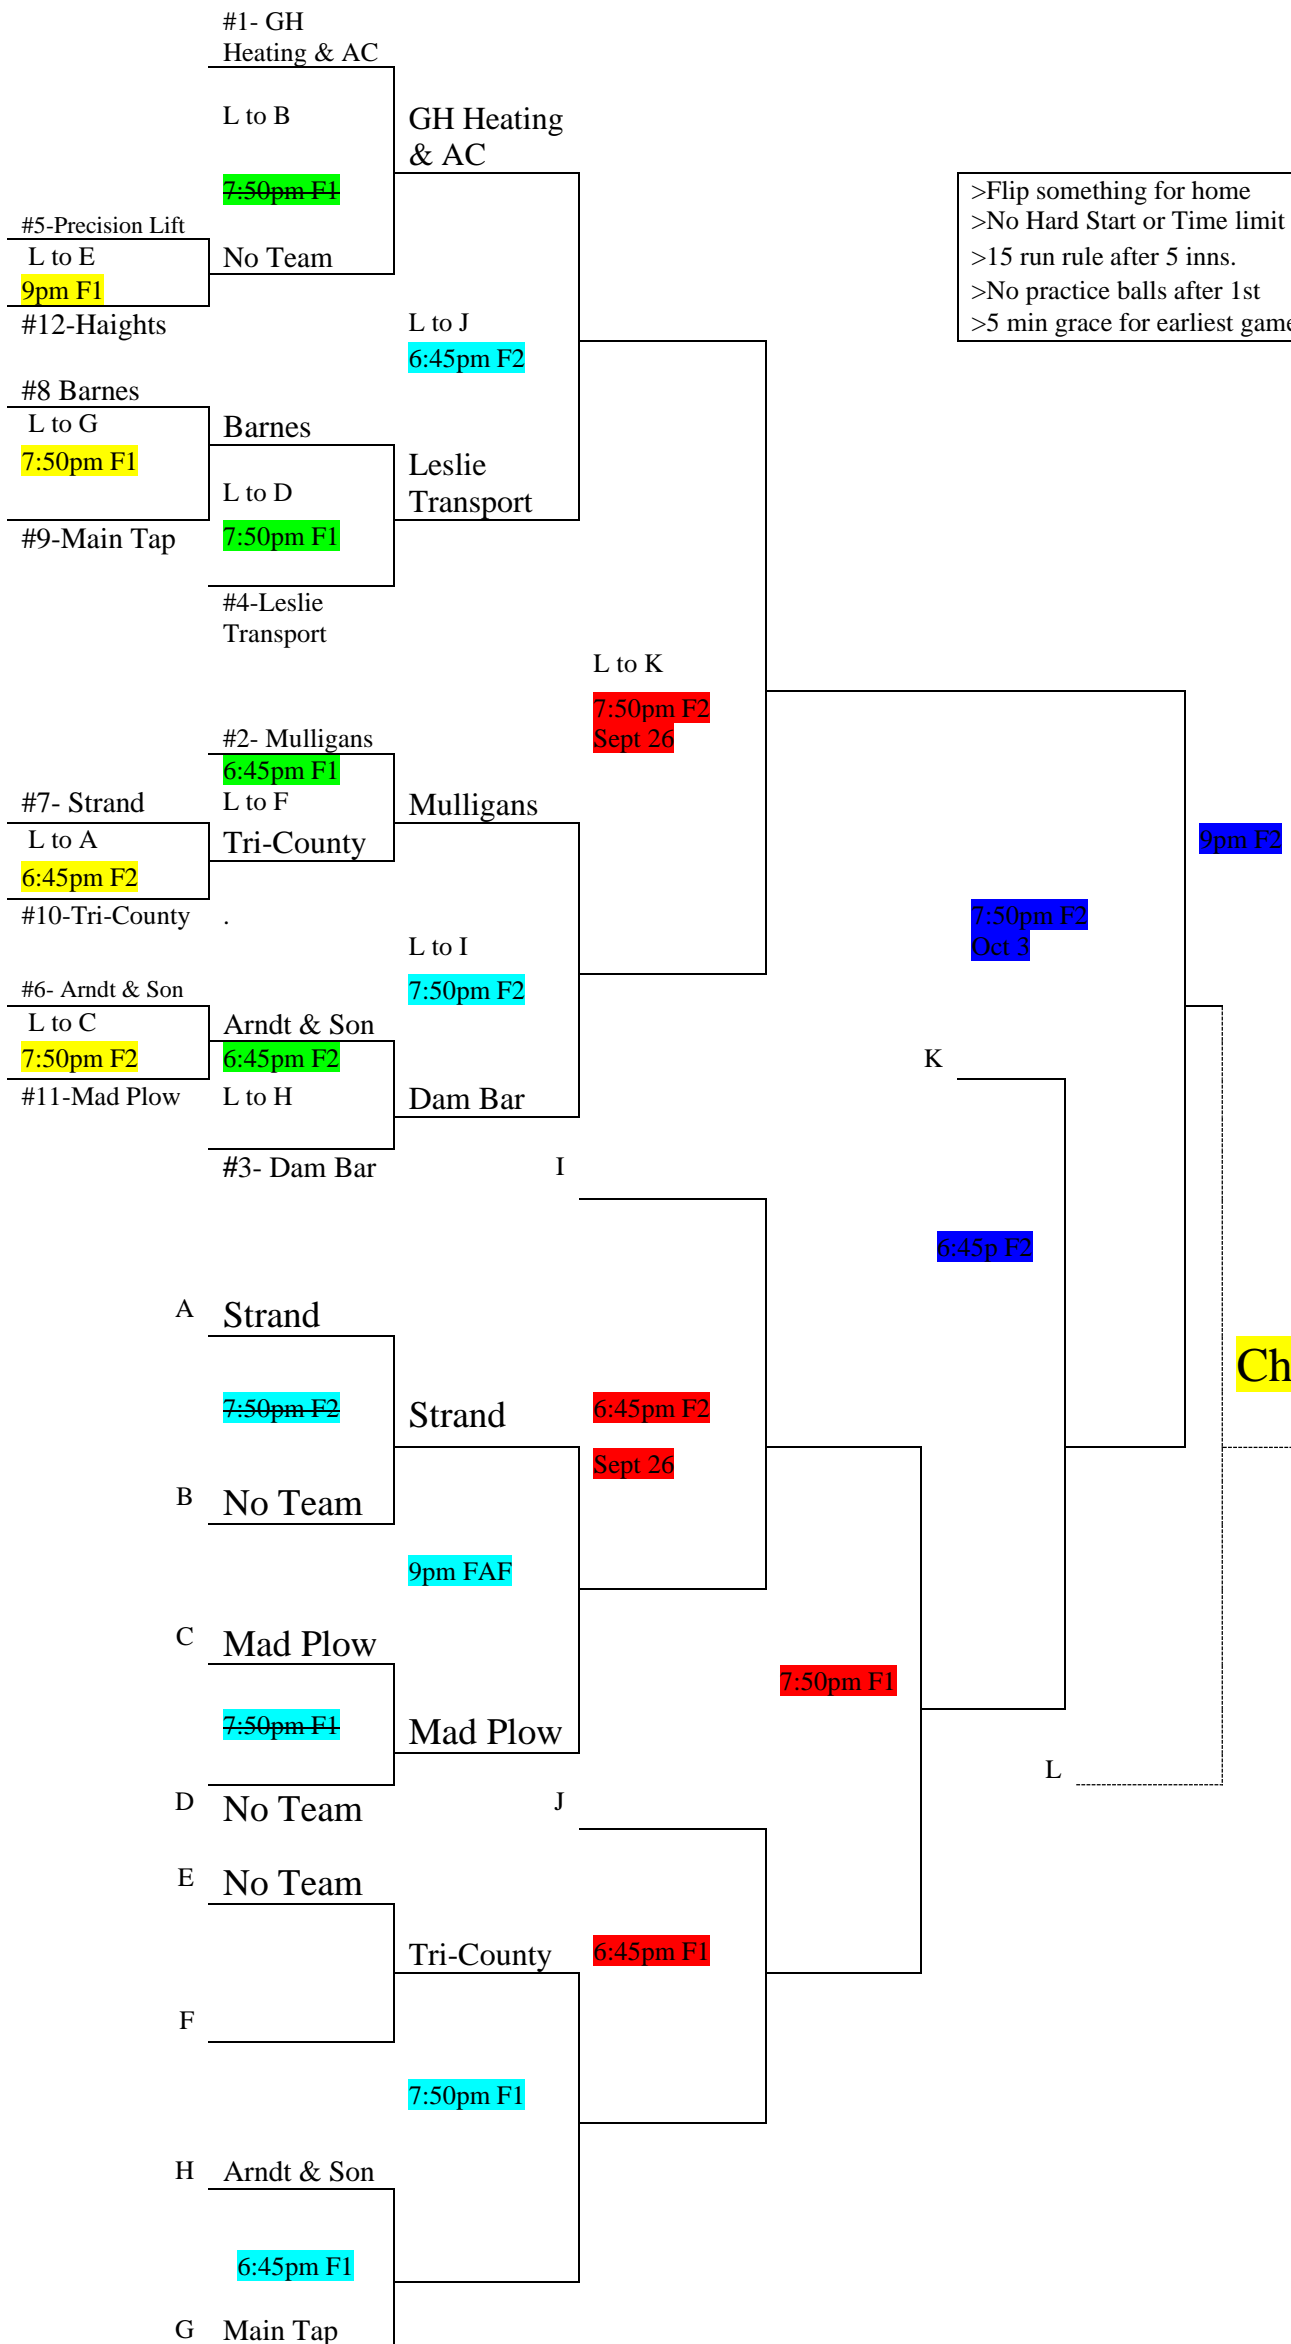 #1- GH
Heating & AC
L to B
GH Heating
& AC
7:50pm F1
>Flip something for home
>No Hard Start or Time limit
>15 run rule after 5 inns.
>No practice balls after 1st
>5 min grace for earliest game
#5-Precision Lift
L to E
No Team
9pm F1
#12-Haights
L to J
6:45pm F2
#8 Barnes
L to G
Barnes
7:50pm F1
Leslie
Transport
L to D
#9-Main Tap
7:50pm F1
#4-Leslie
Transport
L to K
7:50pm F2
Sept 26
#2- Mulligans
6:45pm F1
#7- Strand
L to F
Mulligans
L to A
Tri-County
9pm F2
6:45pm F2
#10-Tri-County
.
7:50pm F2
Oct 3
L to I
7:50pm F2
#6- Arndt & Son
L to C
Arndt & Son
7:50pm F2
6:45pm F2
K
#11-Mad Plow
L to H
Dam Bar
#3- Dam Bar
I
6:45p F2
A
Strand
Ch
7:50pm F2
Strand
6:45pm F2
Sept 26
B
No Team
9pm FAF
C
Mad Plow
7:50pm F1
7:50pm F1
Mad Plow
L
D
No Team
J
E
No Team
Tri-County
6:45pm F1
F
7:50pm F1
H
Arndt & Son
6:45pm F1
G
Main Tap